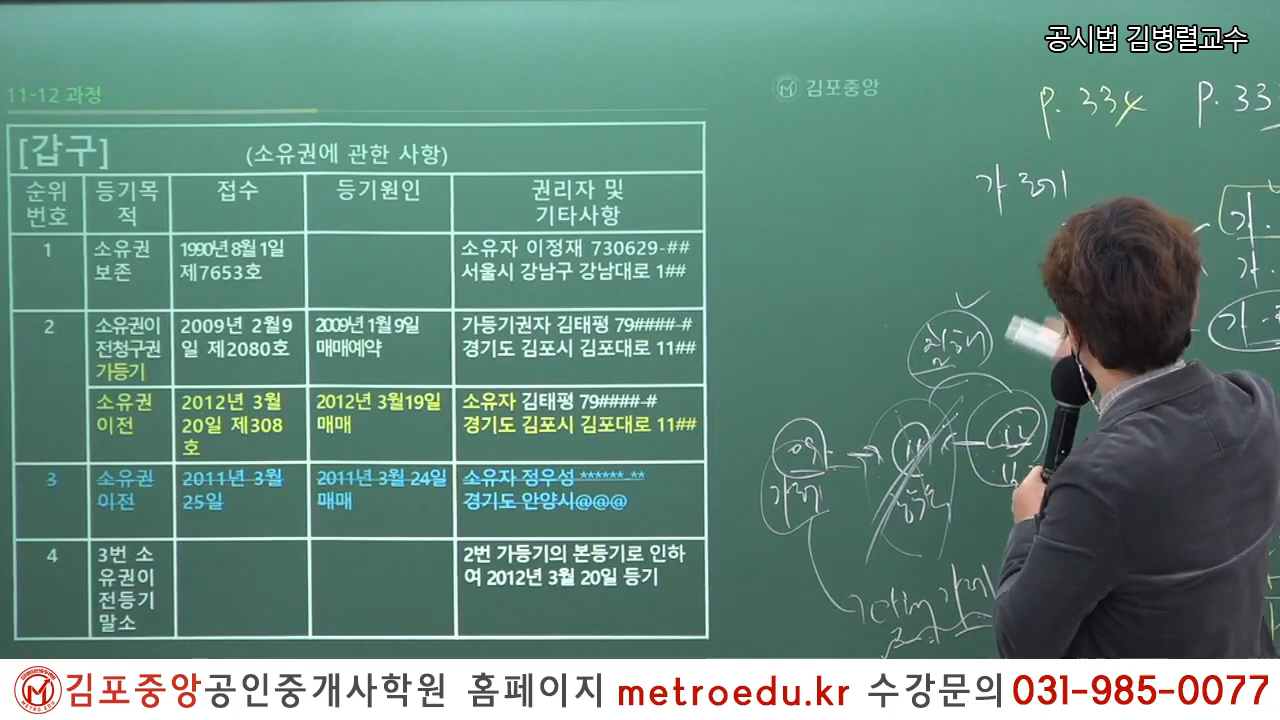 공시법 김병렬교수
11-12 과정
김포중앙
P. 334
P. 33
[갑구]
(소유권에 관한 사항)
순위
번호
등기목
적
접수
등기원인
권리자 및
기타사항
1
소유권
보존
1990년 8월 1일
제7653호
소유자 이정재 730629-##
서울시 강남구 강남대로 1##
2
소유권이
전청구권
가등기
2009년 2월9
일 제2080호
2009년 1월 9일
매매예약
가등기권자 김태평 79####-#
경기도 김포시 김포대로 11##
소유권
이전
2012년 3월
20일 제308
호
2012년 3월19일
매매
소유자 김태평 79####-#
경기도 김포시 김포대로 11##
3
소유권
이전
2011년 3월
25일
2011년 3월 24일
매매
소유자 정우성 ******_**
경기도 안양시@@@
4
3번 소
유권이
전등기
말소
2번 가등기의 본등기로 인하
여 2012년 3월 20일 등기
09
11
12
김포중앙공인중개사학원 홈페이지 metroedu.kr 수강문의 031-985-0077
METRO EDU